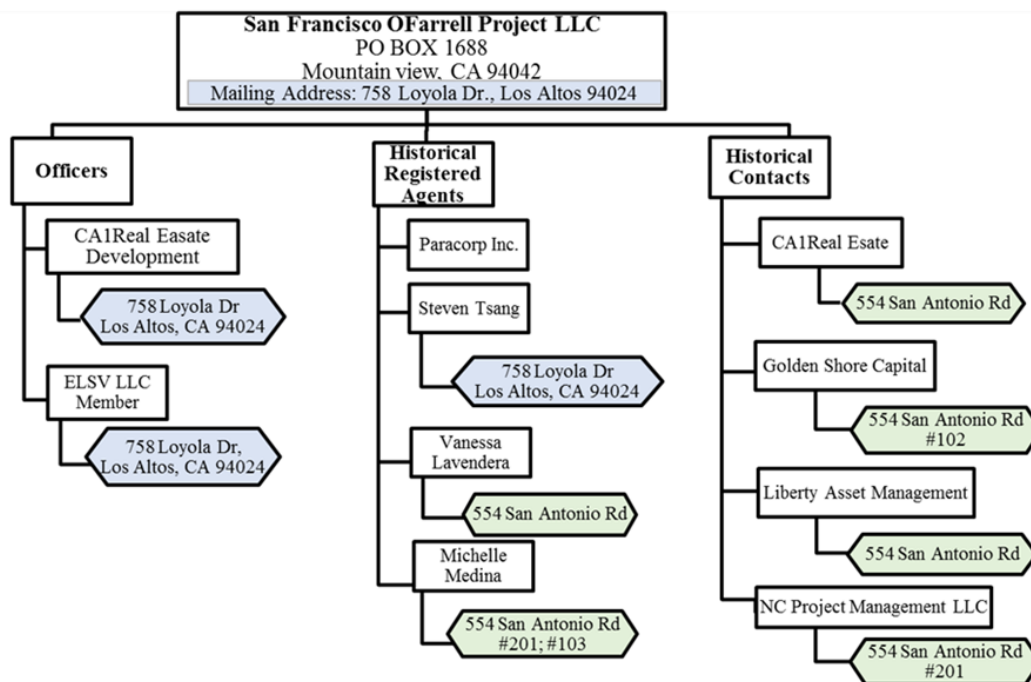 San Francisco OFarrell Project LLC
PO BOX 1688
Mountain view, CA 94042
Mailing Address: 758 Loyola Dr., Los Altos 94024
Officers
CA1Real Easate
Development
758 Loyola Dr
Los Altos, CA 94024
ELSV LLC
Member
758 Loyola Dr,
Los Altos, CA 94024
Historical
Registered
Agents
Paracorp Inc.
Steven Tsang
758 Loyola Dr
Los Altos, CA 94024
Vanessa
Lavendera
554 San Antonio Rd
Michelle
Medina
554 San Antonio Rd
#201; #103
Historical
Contacts
CA1Real Esate
554 San Antonio Rd
Golden Shore Capital
554 San Antonio Rd
#102
Liberty Asset Management
554 San Antonio Rd
NC Project Management LLC
554 San Antonio Rd
#201